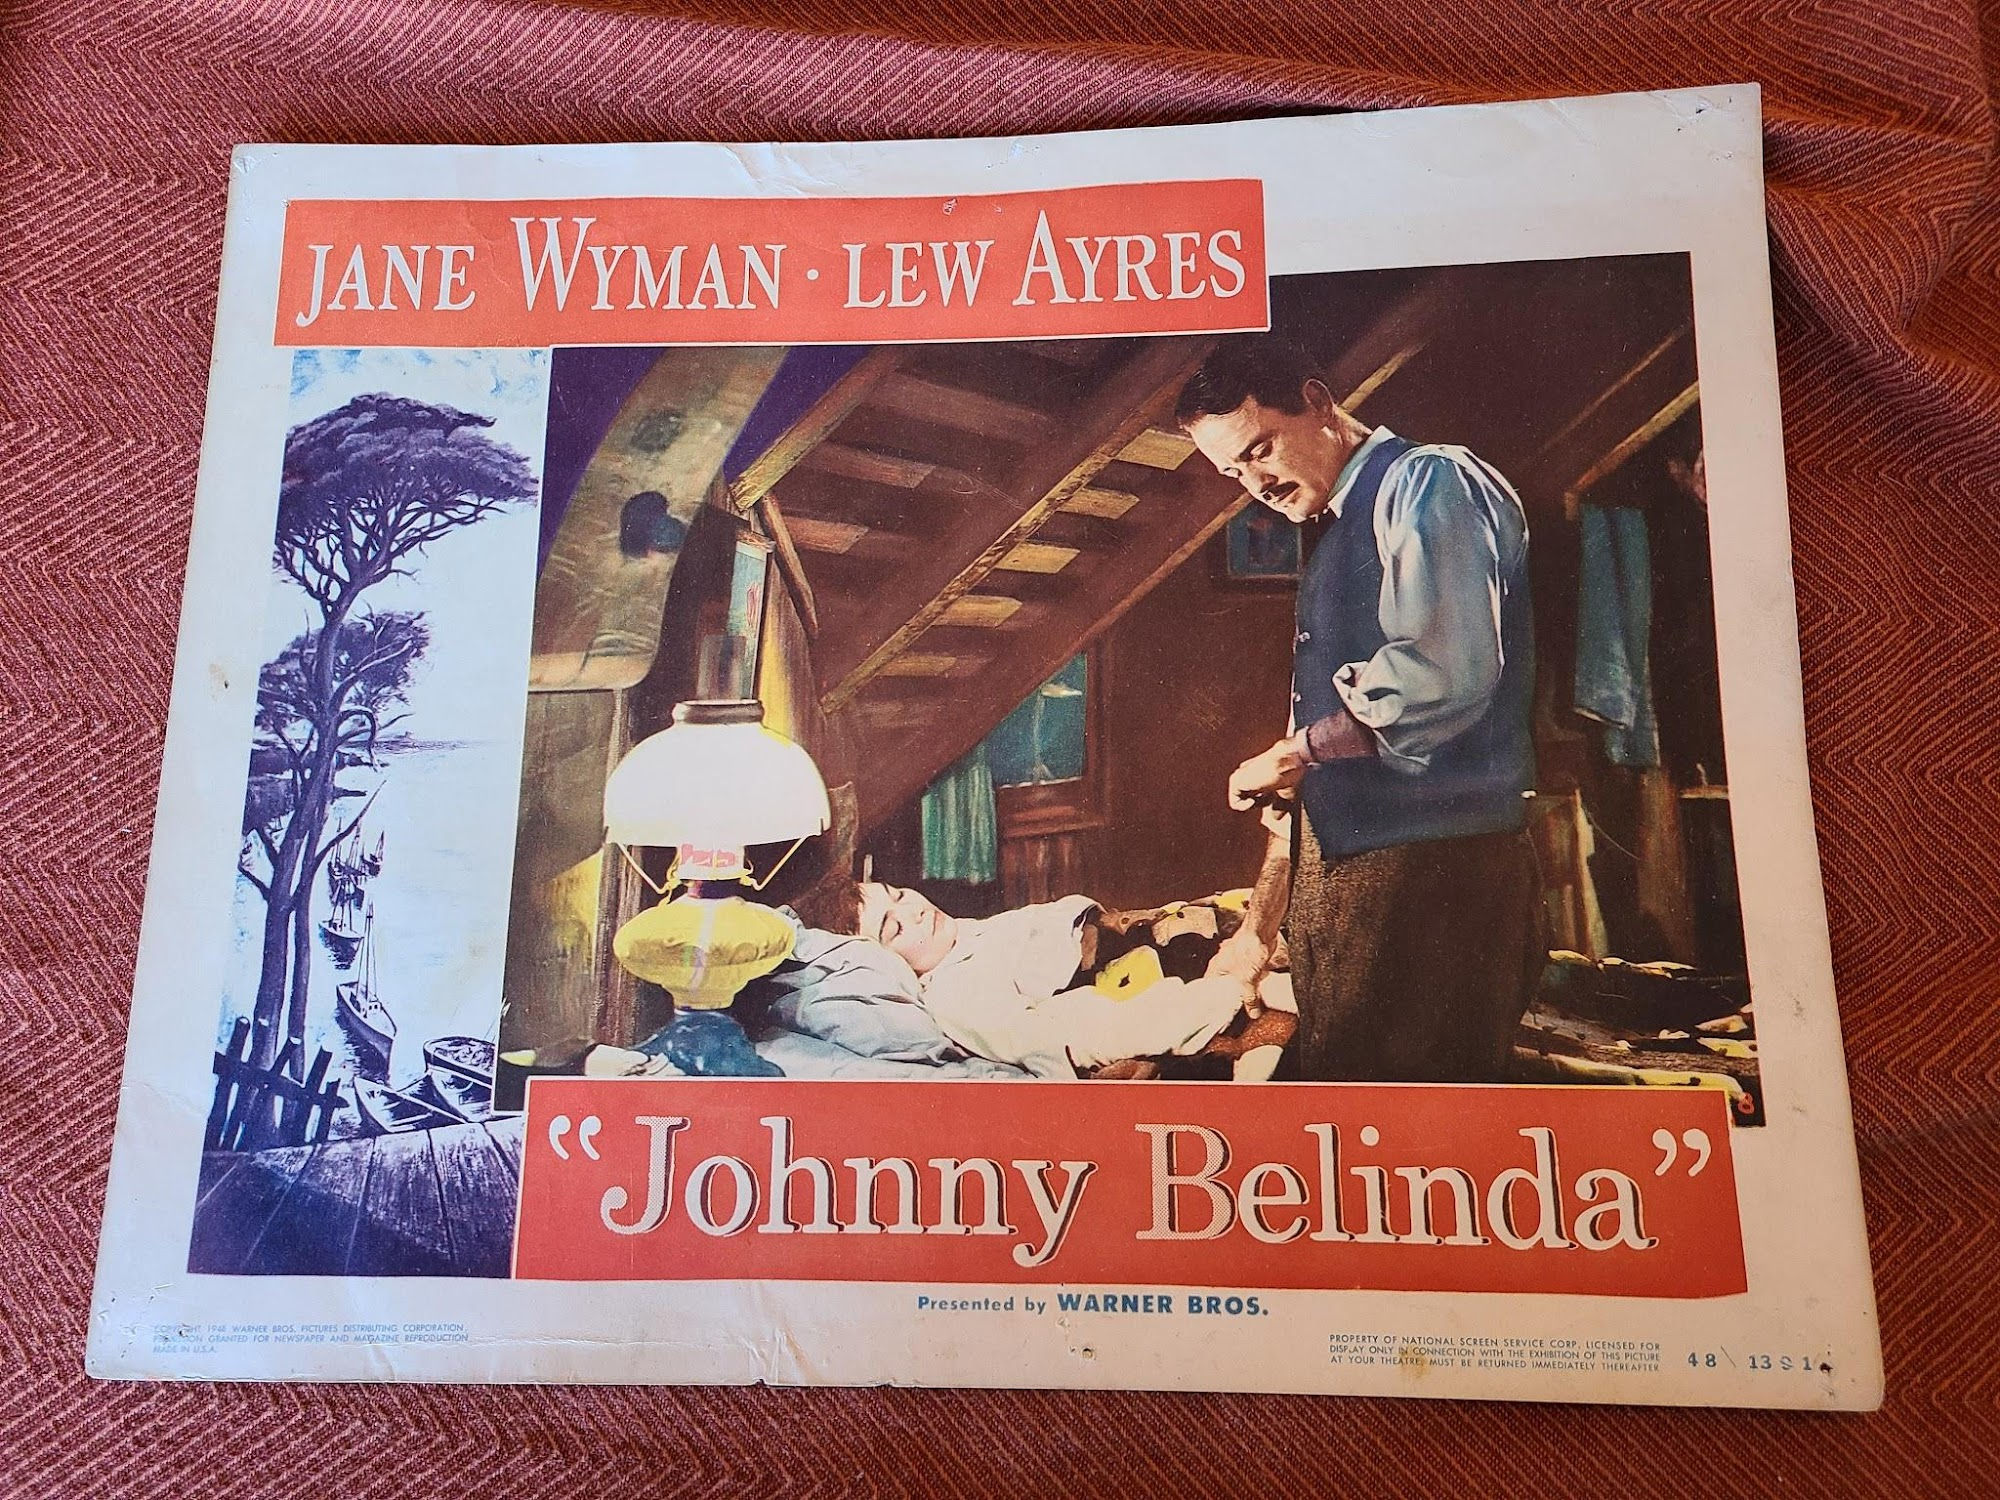 JANE WYMAN · LEW AYRES
8
“Johnny Belinda”
Presented by WARNER BROS.
COPYRIGHT 1948 WARNER BROS. PICTURES DISTRIBUTING CORPORATION.
GRANTED FOR NEWSPAPER AND MAGAZINE REPRODUCTION
MADE IN U.S.A.
PROPERTY OF NATIONAL SCREEN SERVICE CORP. LICENSED FOR
DISPLAY ONLY IN CONNECTION WITH THE EXHIBITION OF THIS PICTURE
AT YOUR THEATRE. MUST BE RETURNED IMMEDIATELY THEREAFTER
48